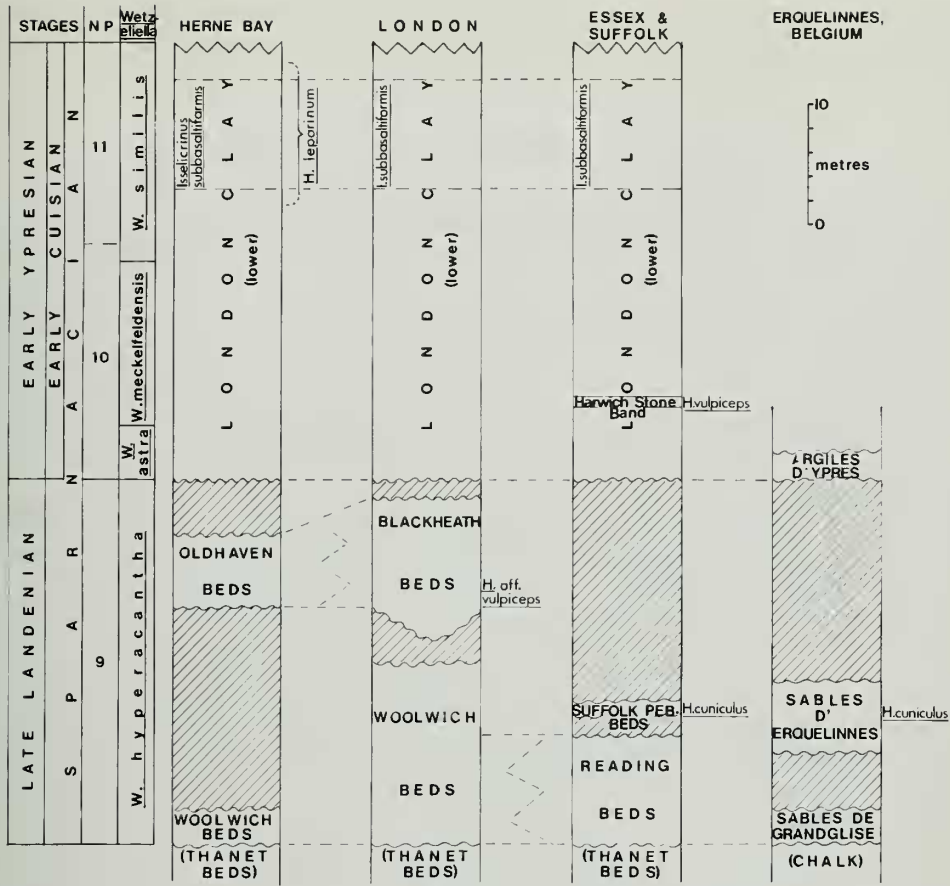 STAGES
NP
Wetz-
eliella
HERNE BAY
LONDON
ESSEX &
SUFFOLK
ERQUELINNES,
BELGIUM
EARLY YPRESIAN
EARLY CUISIAN
LATE LANDENIAN
SPARNACIAN
11
10
9
W. similis
W. meckelfeldensis
W.
astra
W. hyperacantha
Isselicrinus
subbasaltiformis
LONDON CLAY
(lower)
H. leporinum
OLDHAVEN
BEDS
WOOLWICH
BEDS
(THANET
BEDS)
I.subbasaltiformis
LONDON CLAY
(lower)
BLACKHEATH
BEDS
H. aff.
vulpiceps
WOOLWICH
BEDS
(THANET
BEDS)
I.subbasaltiformis
LONDON CLAY
(lower)
Harwich Stone
Band
H.vulpiceps
SUFFOLK PEB.
BEDS
H.cuniculus
READING
BEDS
(THANET
BEDS)
10
metres
0
ARGILES
D'YPRES
SABLES
D'
ERQUELINNES
H.cuniculus
SABLES DE
GRANDGLISE
(CHALK)